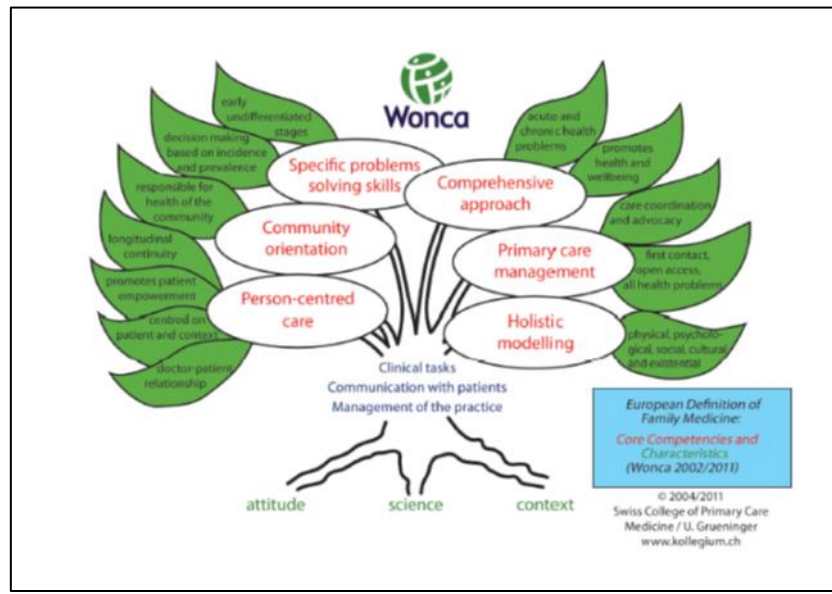 Wonca
early
undifferentiated
stages
decision making
based on incidence
and prevalence
responsible for
health of the
community
longitudinal
continuity
promotes patient
empowerment
centred on
patient and context
doctor-patient
relationship
Specific problems
solving skills
Community
orientation
Person-centred
care
Comprehensive
approach
Primary care
management
Holistic
modelling
acute and
chronic health
problems
promotes
health and
wellbeing
care coordination
and advocacy
first contact,
open access,
all health problems
physical, psycholo-
gical, social, cultural
and existential
Clinical tasks
Communication with patients
Management of the practice
attitude
science
context
European Definition of
Family Medicine:
Core Competencies and
Characteristics
(Wonca 2002/2011)
© 2004/2011
Swiss College of Primary Care
Medicine / U. Grueninger
www.kollegium.ch